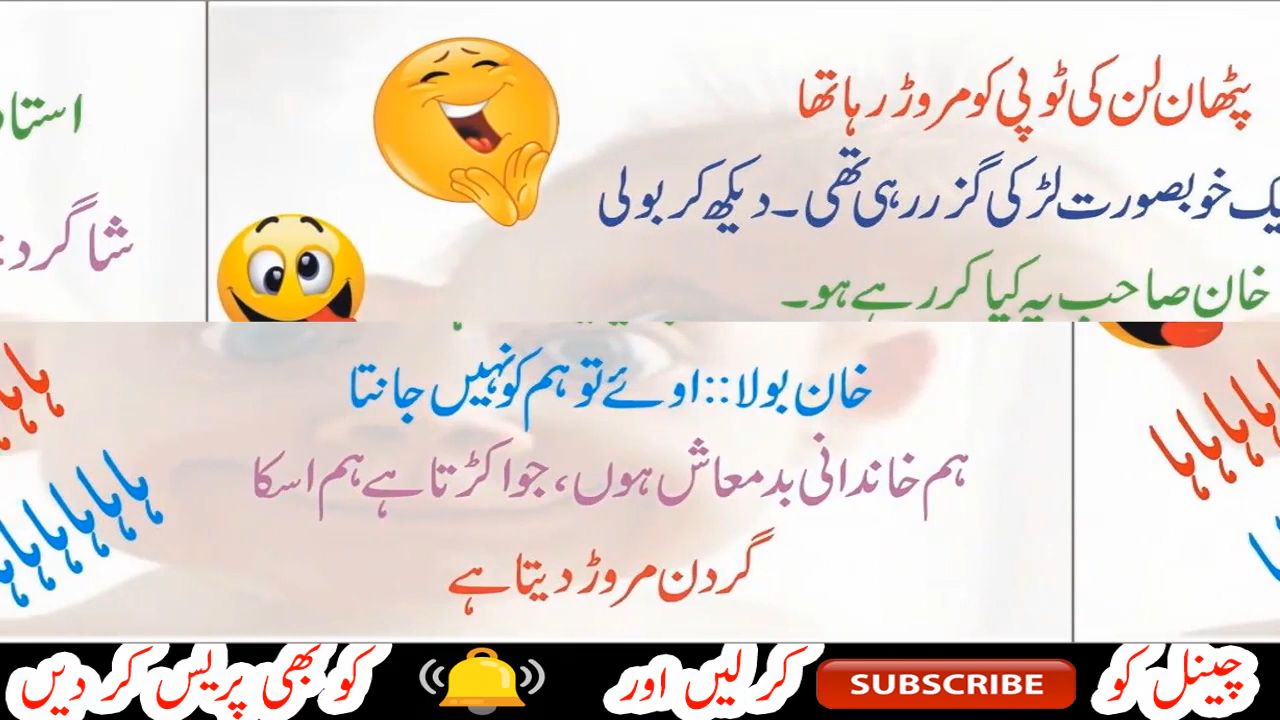 پٹھان لن کی ٹوپی کو مروڑ رہا تھا
یک خوبصورت لڑکی گزر رہی تھی ۔ دیکھ کر بولی
خان صاحب یہ کیا کر رہے ہو ۔
استا
شاگرد:
خان بولا :: اوئے تو ہم کو نہیں جانتا
ہم خاندانی بدمعاش ہوں، جو اکڑتا ہے ہم اسکا
گردن مروڑ دیتا ہے
ہاہاہاہا
ہاہاہاہاہا
چینل کو SUBSCRIBE کر لیں اور کو بھی پریس کر دیں